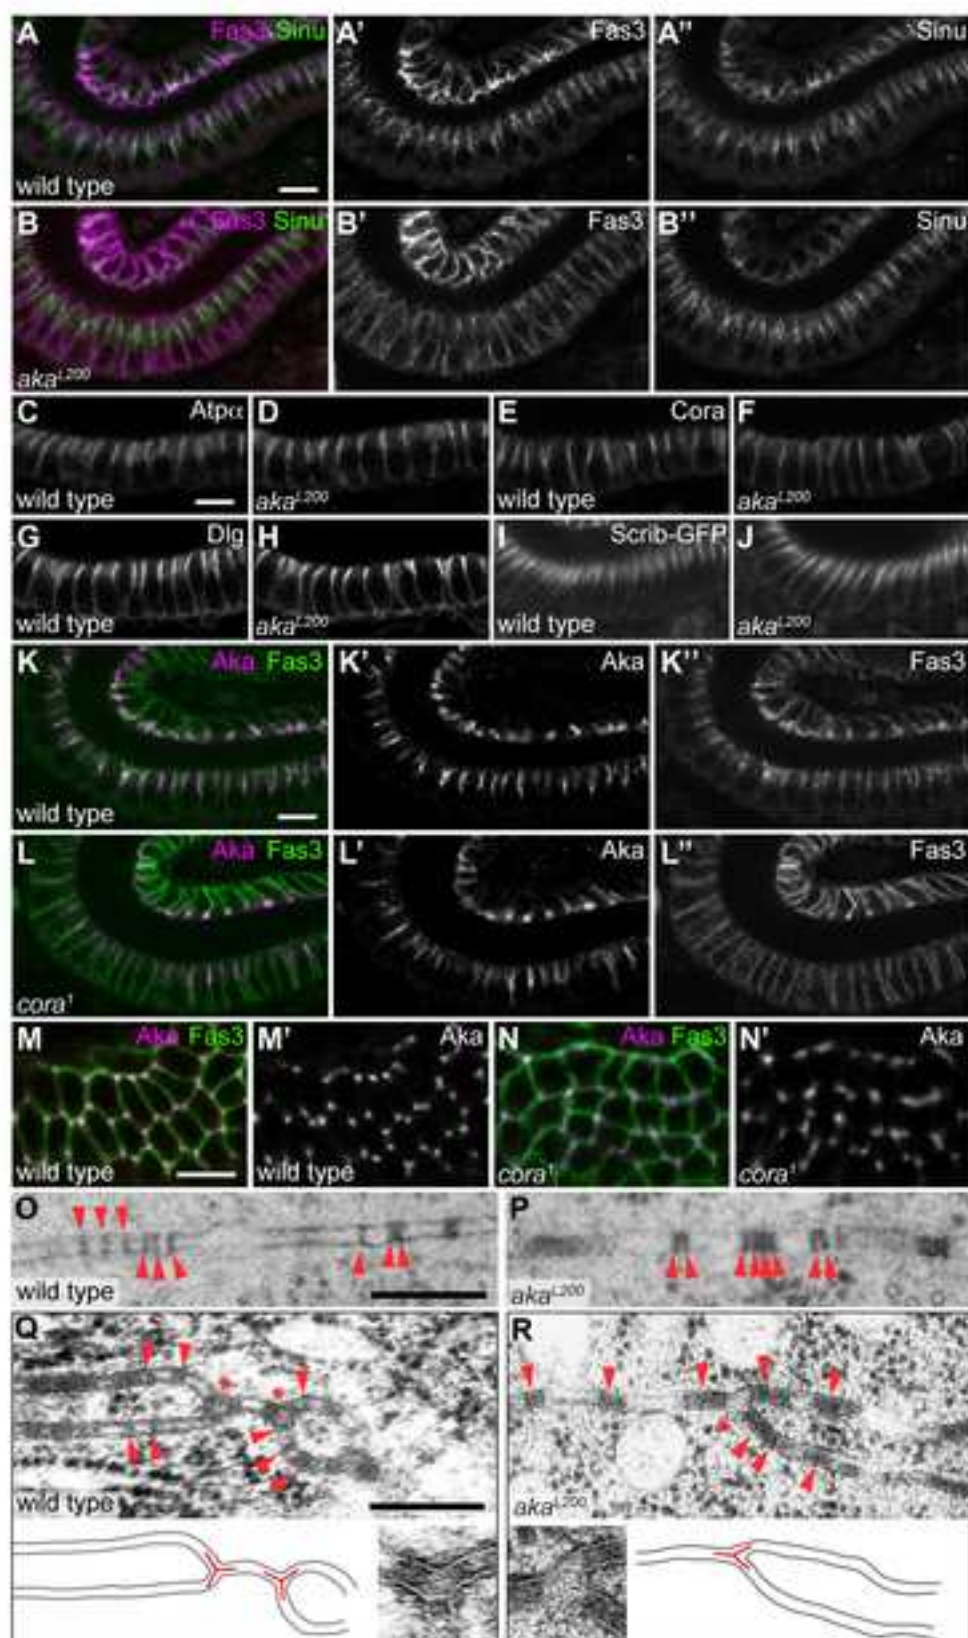 A Fas3 Sinu A' Fas3 A'' Sinu
wild type
B Fas3 Sinu B' Fas3 B'' Sinu
aka^L200
C Atpα D E Cora F
wild type aka^L200 wild type aka^L200
G Dlg H I Scrib-GFP J
wild type aka^L200 wild type aka^L200
K Aka Fas3 K' Aka K'' Fas3
wild type
L Aka Fas3 L' Aka L'' Fas3
cora^1
M Aka Fas3 M' Aka N Aka Fas3 N' Aka
wild type wild type cora^1 cora^1
O P
wild type aka^L200
Q R
wild type aka^L200